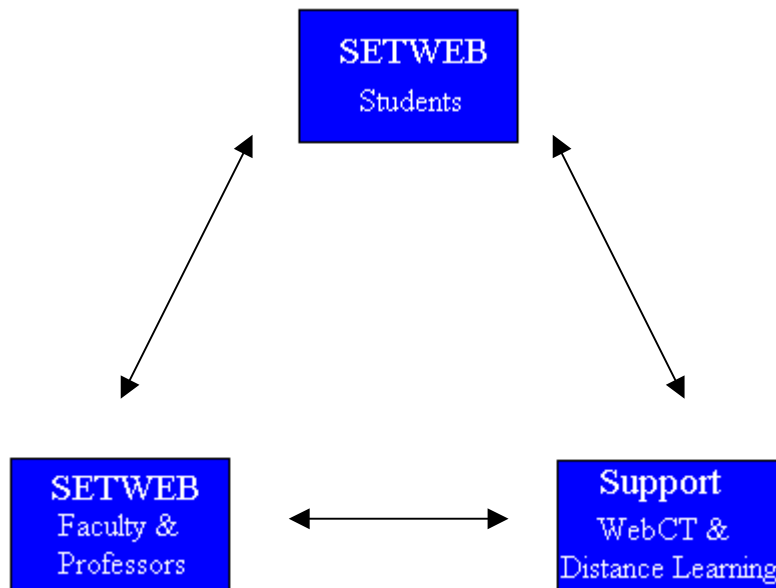 SETWEB
Students
SETWEB
Faculty &
Professors
Support
WebCT &
Distance Learning